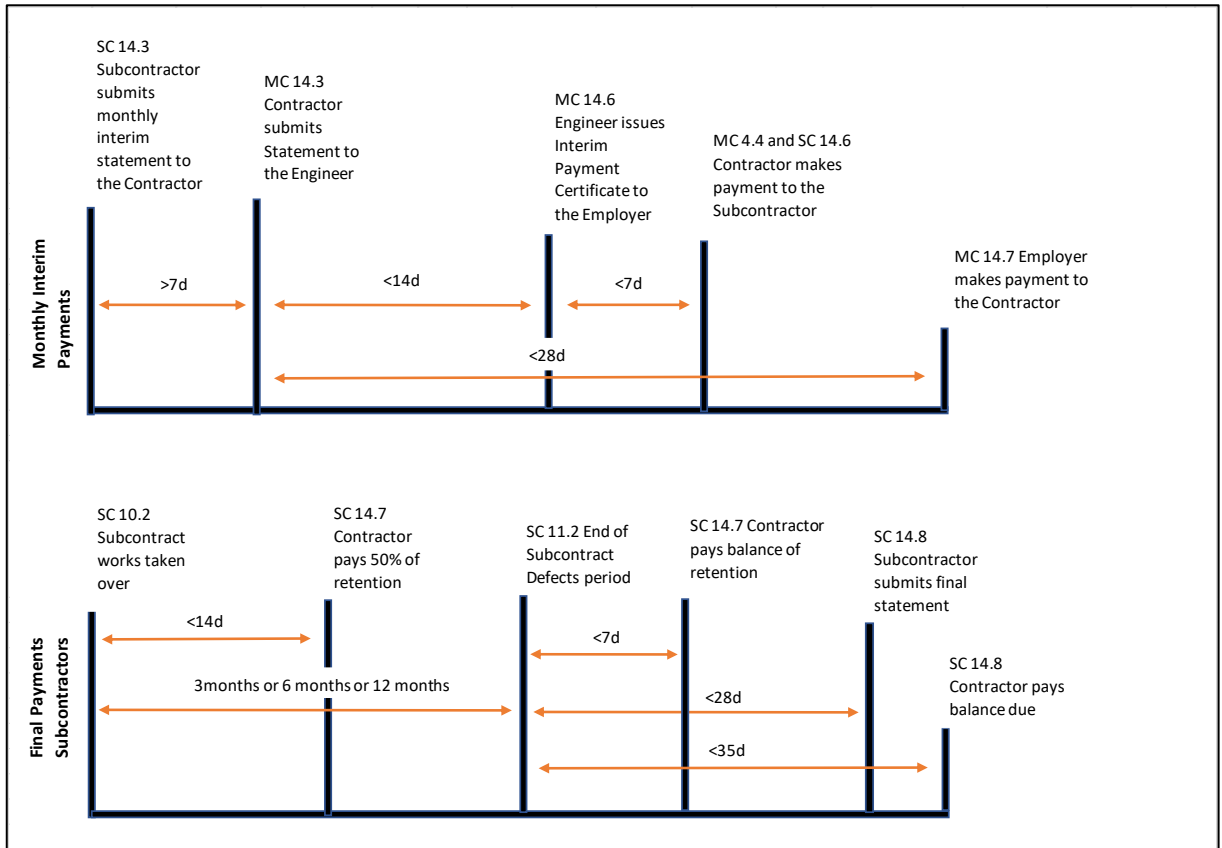 SC 14.3
Subcontractor
submits
monthly
interim
statement to
the Contractor
MC 14.3
Contractor
submits
Statement to
the Engineer
MC 14.6
Engineer issues
Interim
Payment
Certificate to
the Employer
MC 4.4 and SC 14.6
Contractor makes
payment to the
Subcontractor
MC 14.7 Employer
makes payment to
the Contractor
Monthly Interim
Payments
>7d
<14d
<7d
<28d
SC 10.2
Subcontract
works taken
over
SC 14.7
Contractor
pays 50% of
retention
SC 11.2 End of
Subcontract
Defects period
SC 14.7 Contractor
pays balance of
retention
SC 14.8
Subcontractor
submits final
statement
SC 14.8
Contractor pays
balance due
Final Payments
Subcontractors
<14d
3months or 6 months or 12 months
<7d
<28d
<35d